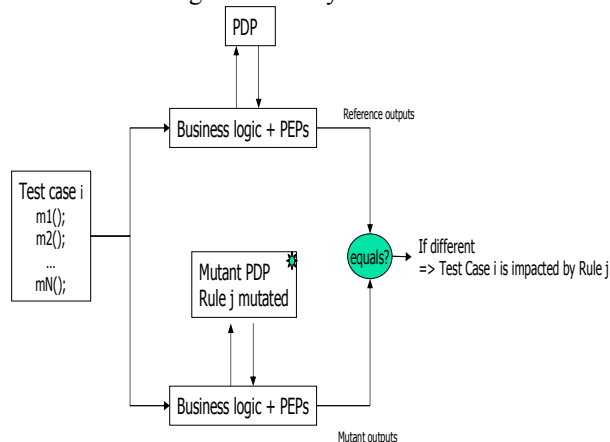 PDP
Business logic + PEPs
Reference outputs
Test case i
m1();
m2();
...
mN();
Mutant PDP
Rule j mutated
equals?
If different
=> Test Case i is impacted by Rule j
Business logic + PEPs
Mutant outputs